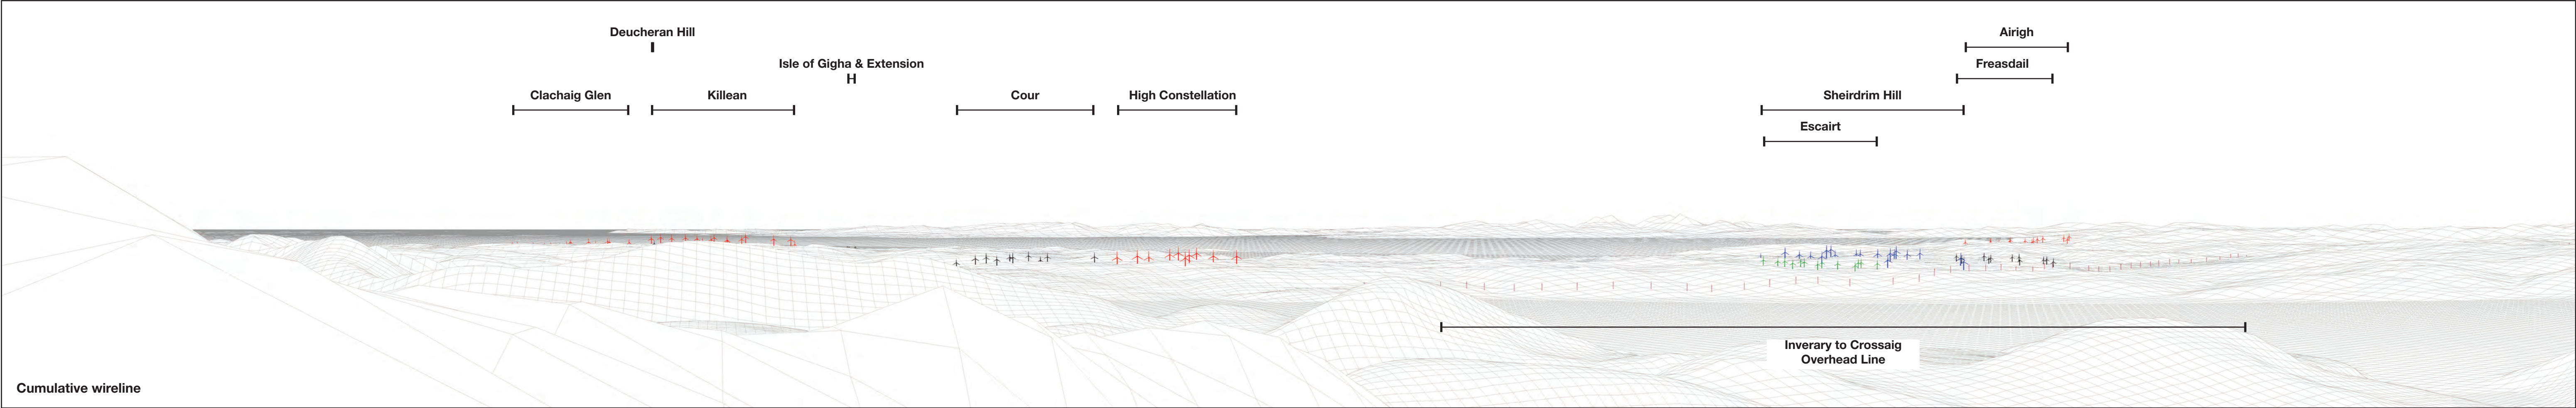 Deucheran Hill
Airigh
Isle of Gigha & Extension
Freasdail
Clachaig Glen
Killean
Cour
High Constellation
Sheirdrim Hill
Escairt
Inverary to Crossaig
Overhead Line
Cumulative wireline